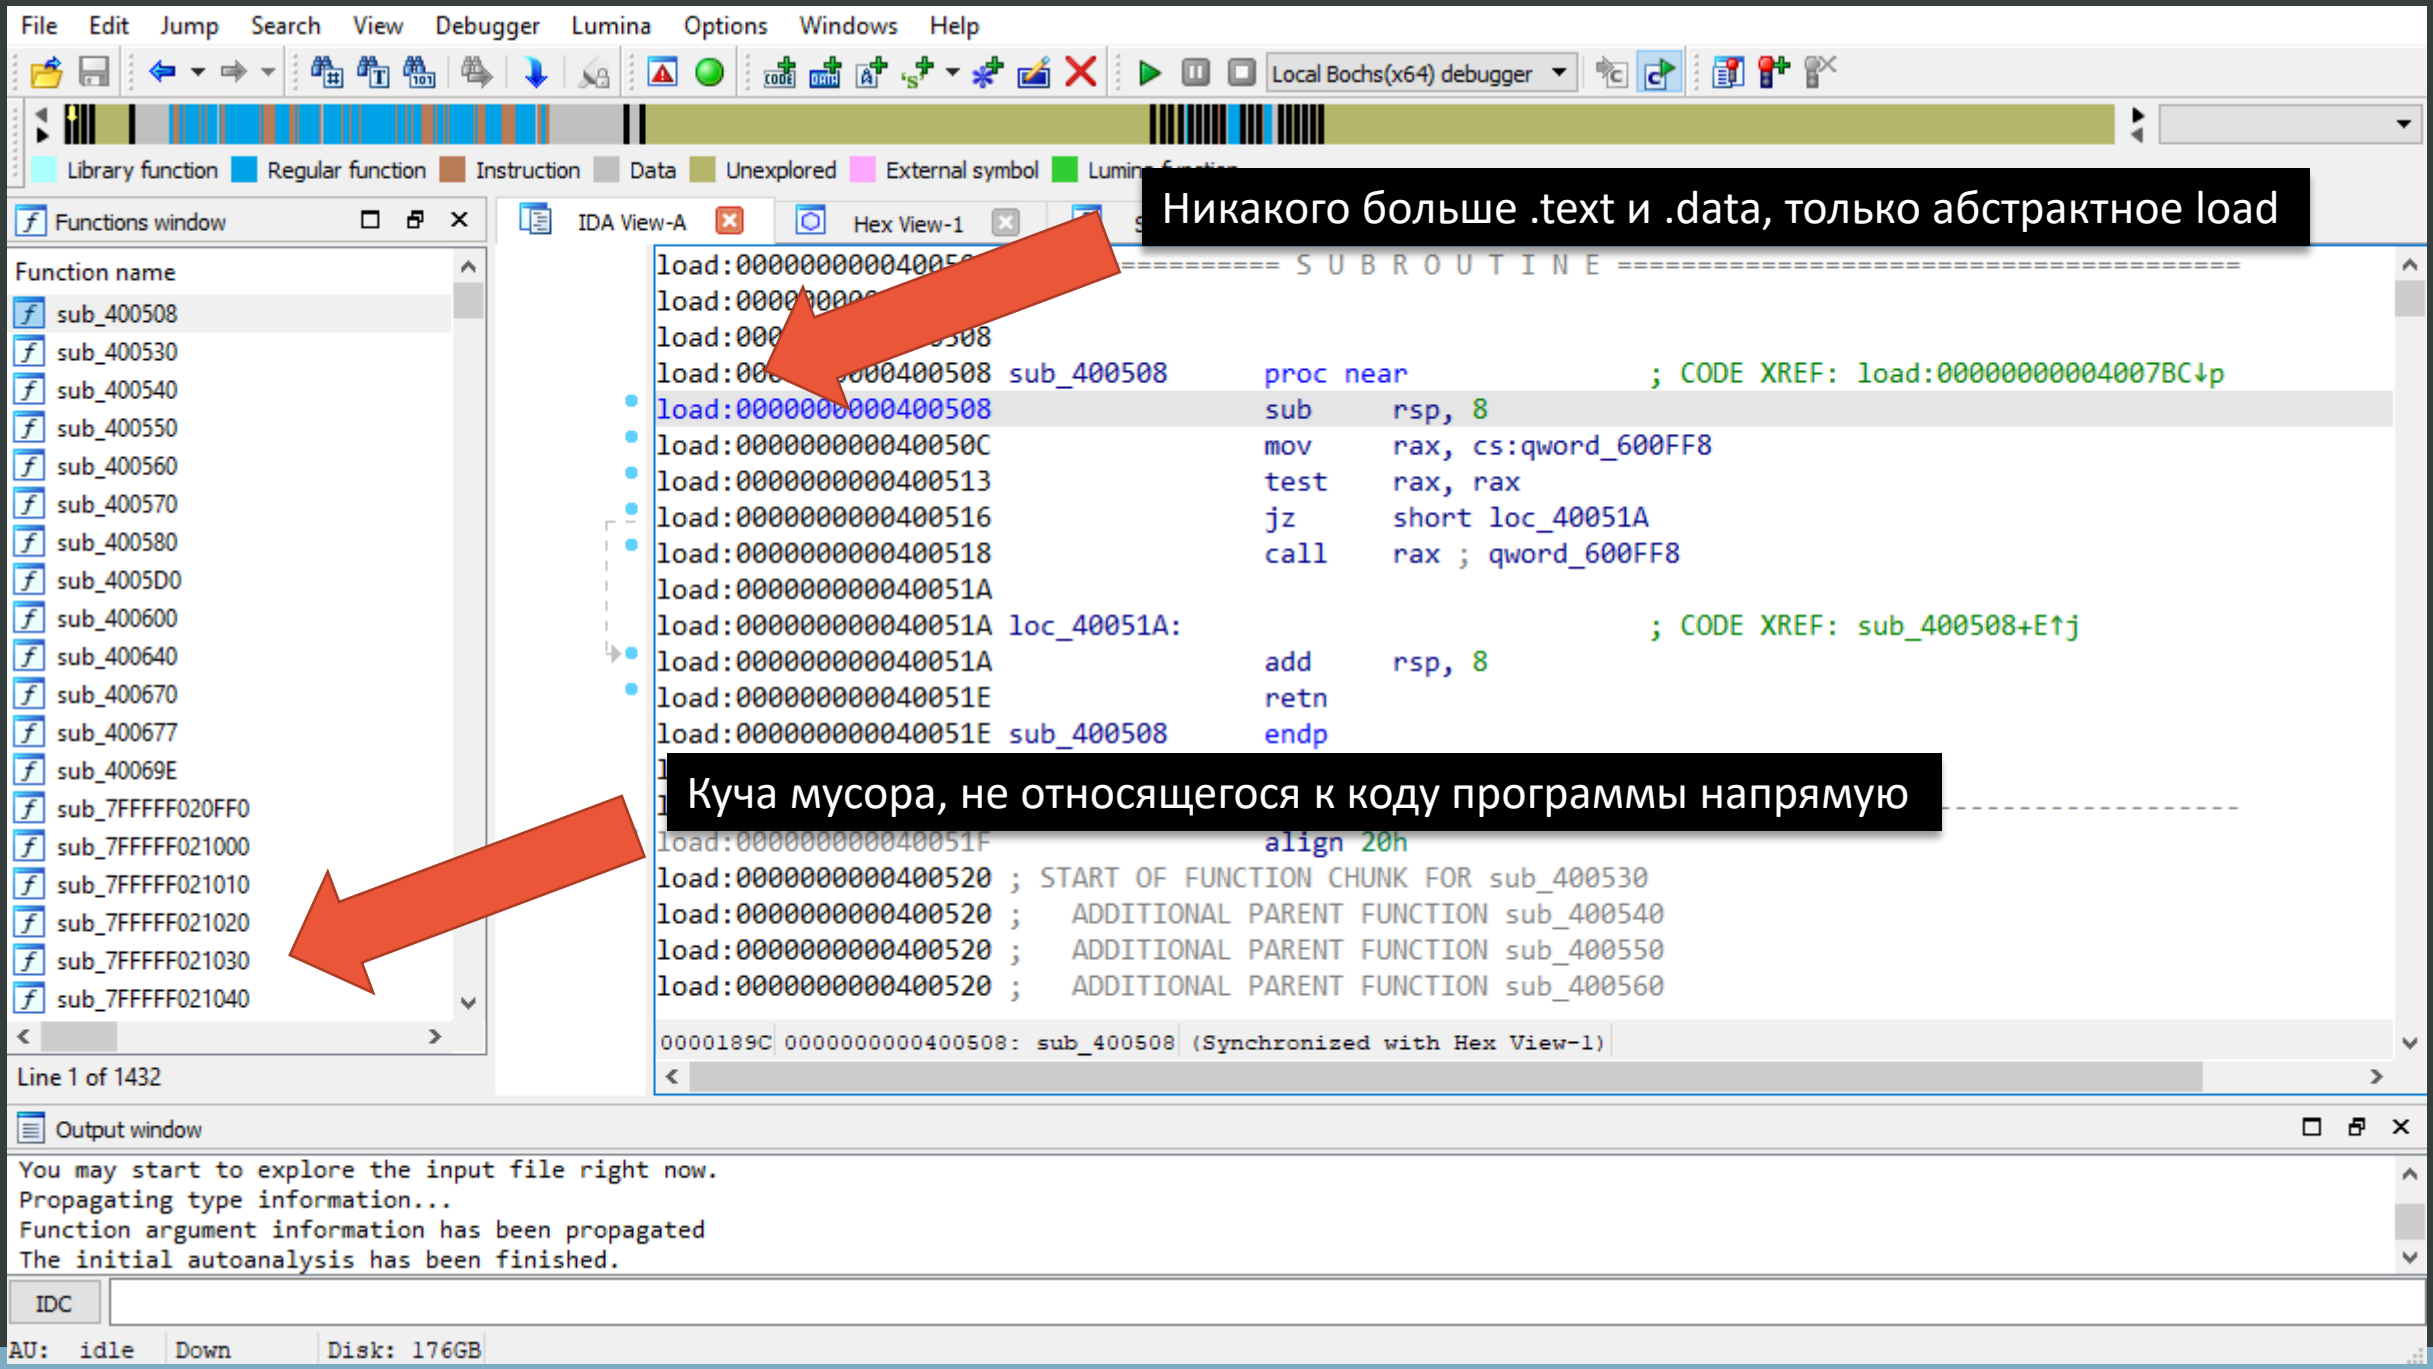 File Edit Jump Search View Debugger Lumina Options Windows Help
Local Bochs(x64) debugger
Library function Regular function Instruction Data Unexplored External symbol
Никакого больше .text и .data, только абстрактное load
Functions window
IDA View-A Hex View-1
Function name
sub_400508
sub_400530
sub_400540
sub_400550
sub_400560
sub_400570
sub_400580
sub_4005D0
sub_400600
sub_400640
sub_400670
sub_400677
sub_40069E
sub_7FFFFF020FF0
sub_7FFFFF021000
sub_7FFFFF021010
sub_7FFFFF021020
sub_7FFFFF021030
sub_7FFFFF021040
Line 1 of 1432
========== S U B R O U T I N E =======================================
sub_400508 proc near ; CODE XREF: load:00000000004007BC↓p
load:0000000000400508 sub rsp, 8
load:000000000040050C mov rax, cs:qword_600FF8
load:0000000000400513 test rax, rax
load:0000000000400516 jz short loc_40051A
load:0000000000400518 call rax ; qword_600FF8
load:000000000040051A
load:000000000040051A loc_40051A: ; CODE XREF: sub_400508+E↑j
load:000000000040051A add rsp, 8
load:000000000040051E retn
load:000000000040051E sub_400508 endp
Куча мусора, не относящегося к коду программы напрямую
load:000000000040051F align 20h
load:0000000000400520 ; START OF FUNCTION CHUNK FOR sub_400530
load:0000000000400520 ; ADDITIONAL PARENT FUNCTION sub_400540
load:0000000000400520 ; ADDITIONAL PARENT FUNCTION sub_400550
load:0000000000400520 ; ADDITIONAL PARENT FUNCTION sub_400560
0000189C 0000000000400508: sub_400508 (Synchronized with Hex View-1)
Output window
You may start to explore the input file right now.
Propagating type information...
Function argument information has been propagated
The initial autoanalysis has been finished.
IDC
AU: idle Down Disk: 176GB